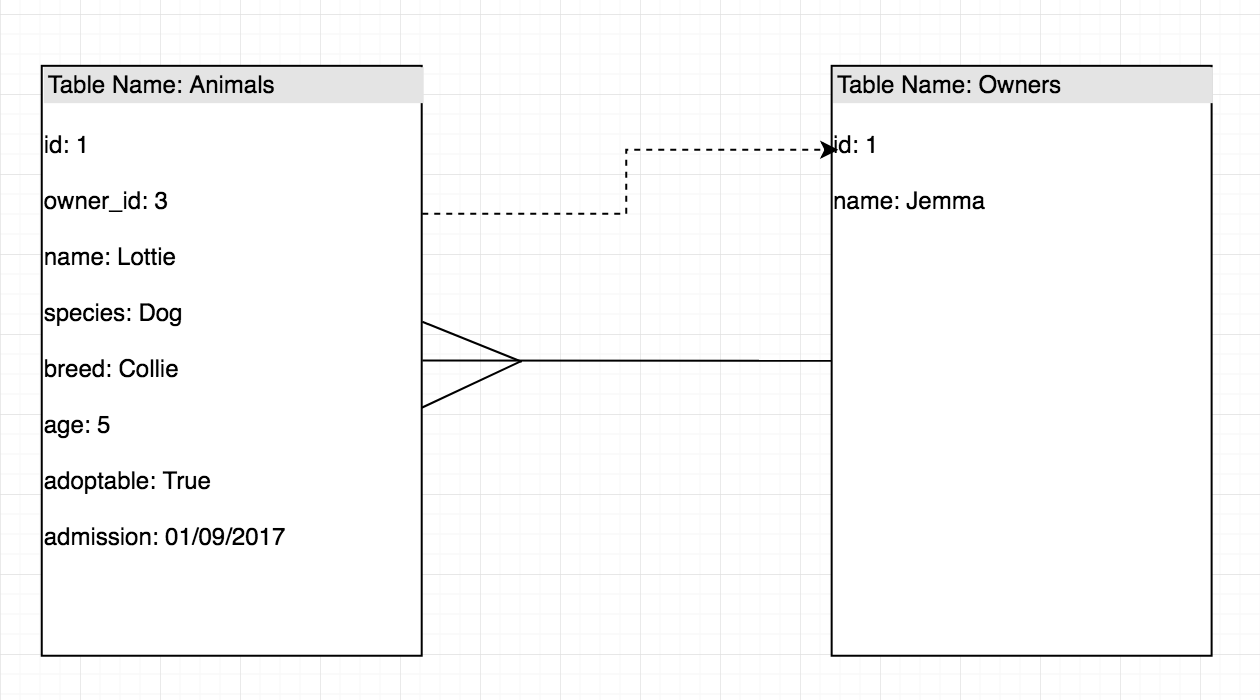 Table Name: Animals
id: 1
owner_id: 3
name: Lottie
species: Dog
breed: Collie
age: 5
adoptable: True
admission: 01/09/2017
Table Name: Owners
id: 1
name: Jemma